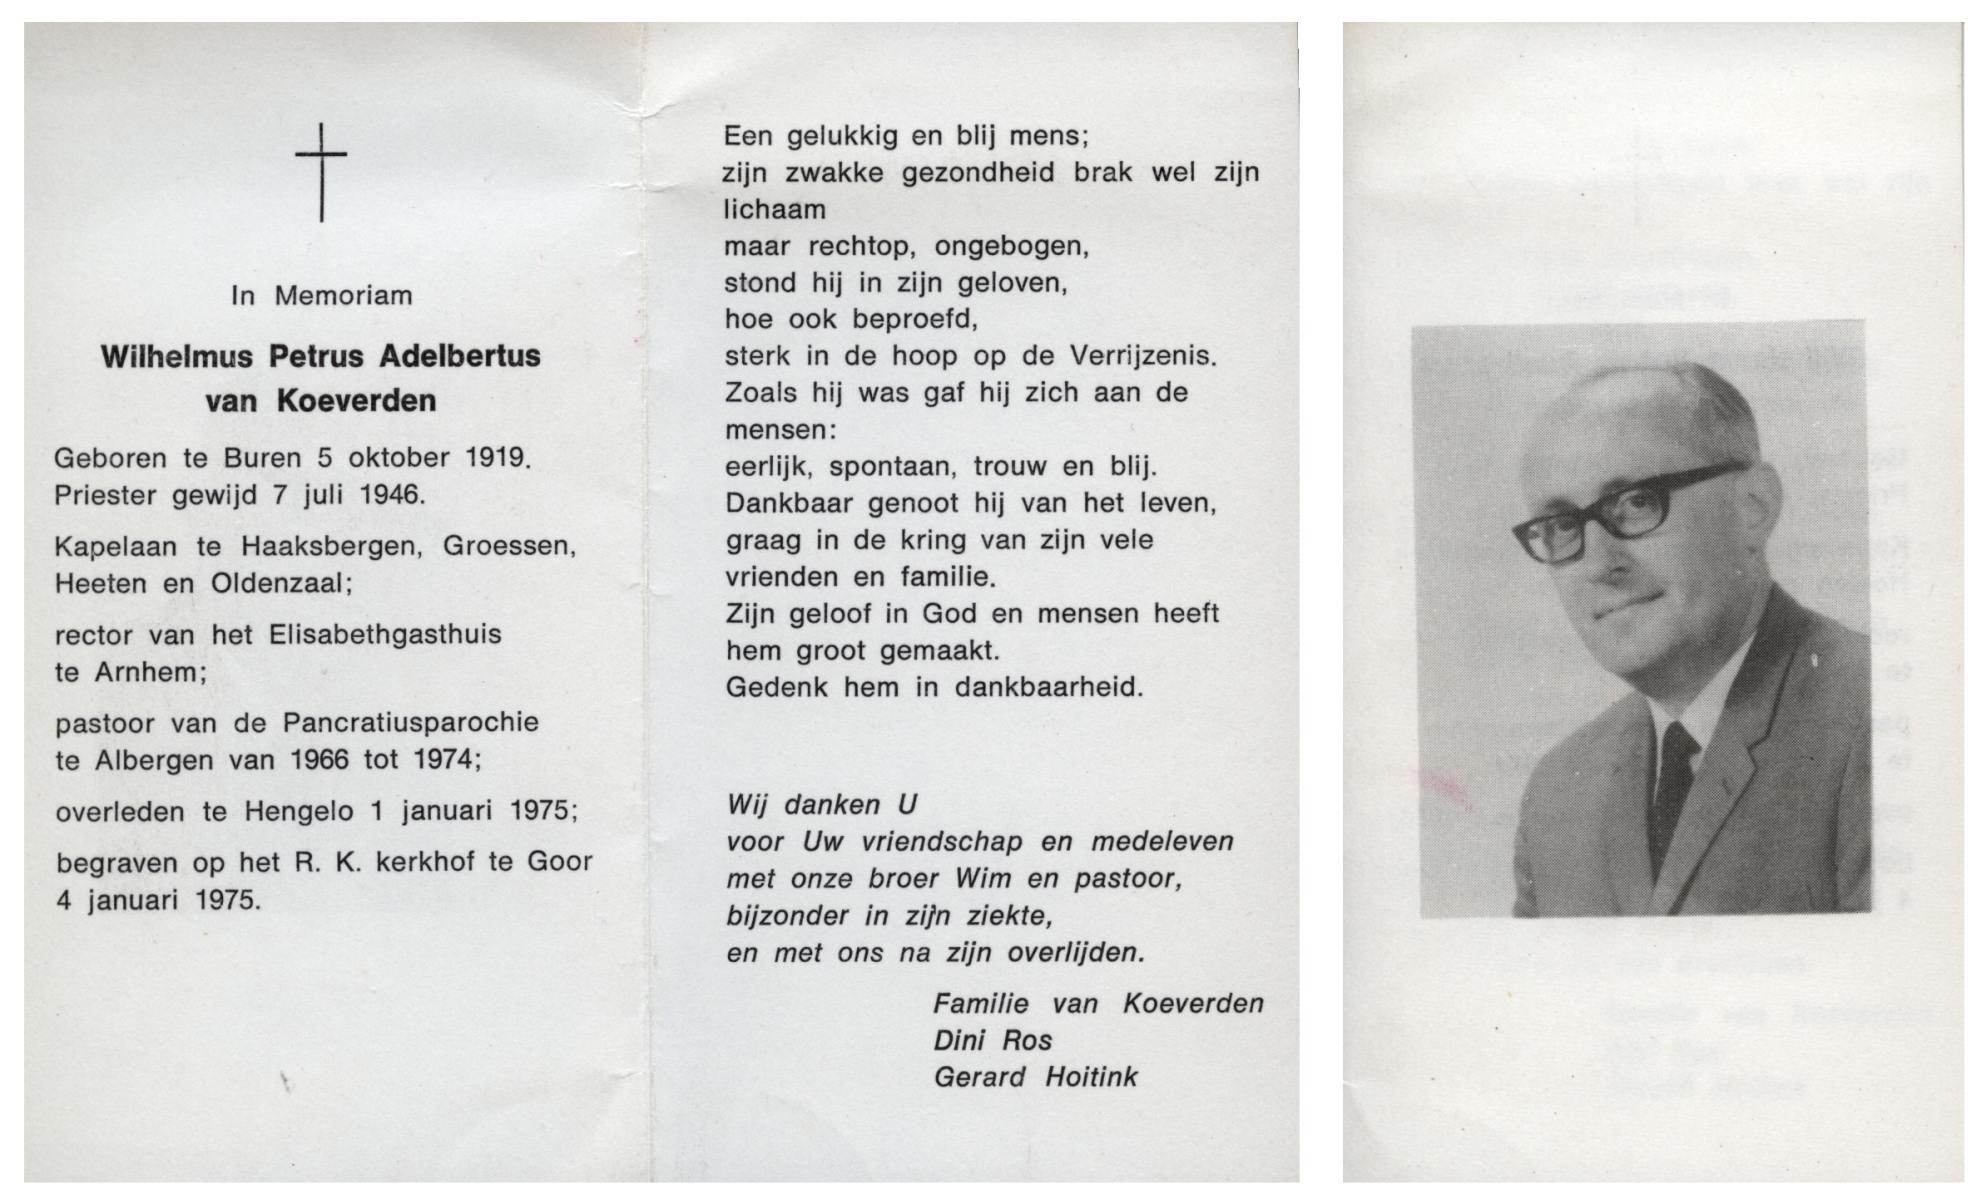 In Memoriam
Wilhelmus Petrus Adelbertus
van Koeverden
Geboren te Buren 5 oktober 1919.
Priester gewijd 7 juli 1946.
Kapelaan te Haaksbergen, Groessen,
Heeten en Oldenzaal;
rector van het Elisabethgasthuis
te Arnhem;
pastoor van de Pancratiusparochie
te Albergen van 1966 tot 1974;
overleden te Hengelo 1 januari 1975;
begraven op het R. K. kerkhof te Goor
4 januari 1975.
Een gelukkig en blij mens;
zijn zwakke gezondheid brak wel zijn
lichaam
maar rechtop, ongebogen,
stond hij in zijn geloven,
hoe ook beproefd,
sterk in de hoop op de Verrijzenis.
Zoals hij was gaf hij zich aan de
mensen:
eerlijk, spontaan, trouw en blij.
Dankbaar genoot hij van het leven,
graag in de kring van zijn vele
vrienden en familie.
Zijn geloof in God en mensen heeft
hem groot gemaakt.
Gedenk hem in dankbaarheid.
Wij danken U
voor Uw vriendschap en medeleven
met onze broer Wim en pastoor,
bijzonder in zijn ziekte,
en met ons na zijn overlijden.
Familie van Koeverden
Dini Ros
Gerard Hoitink